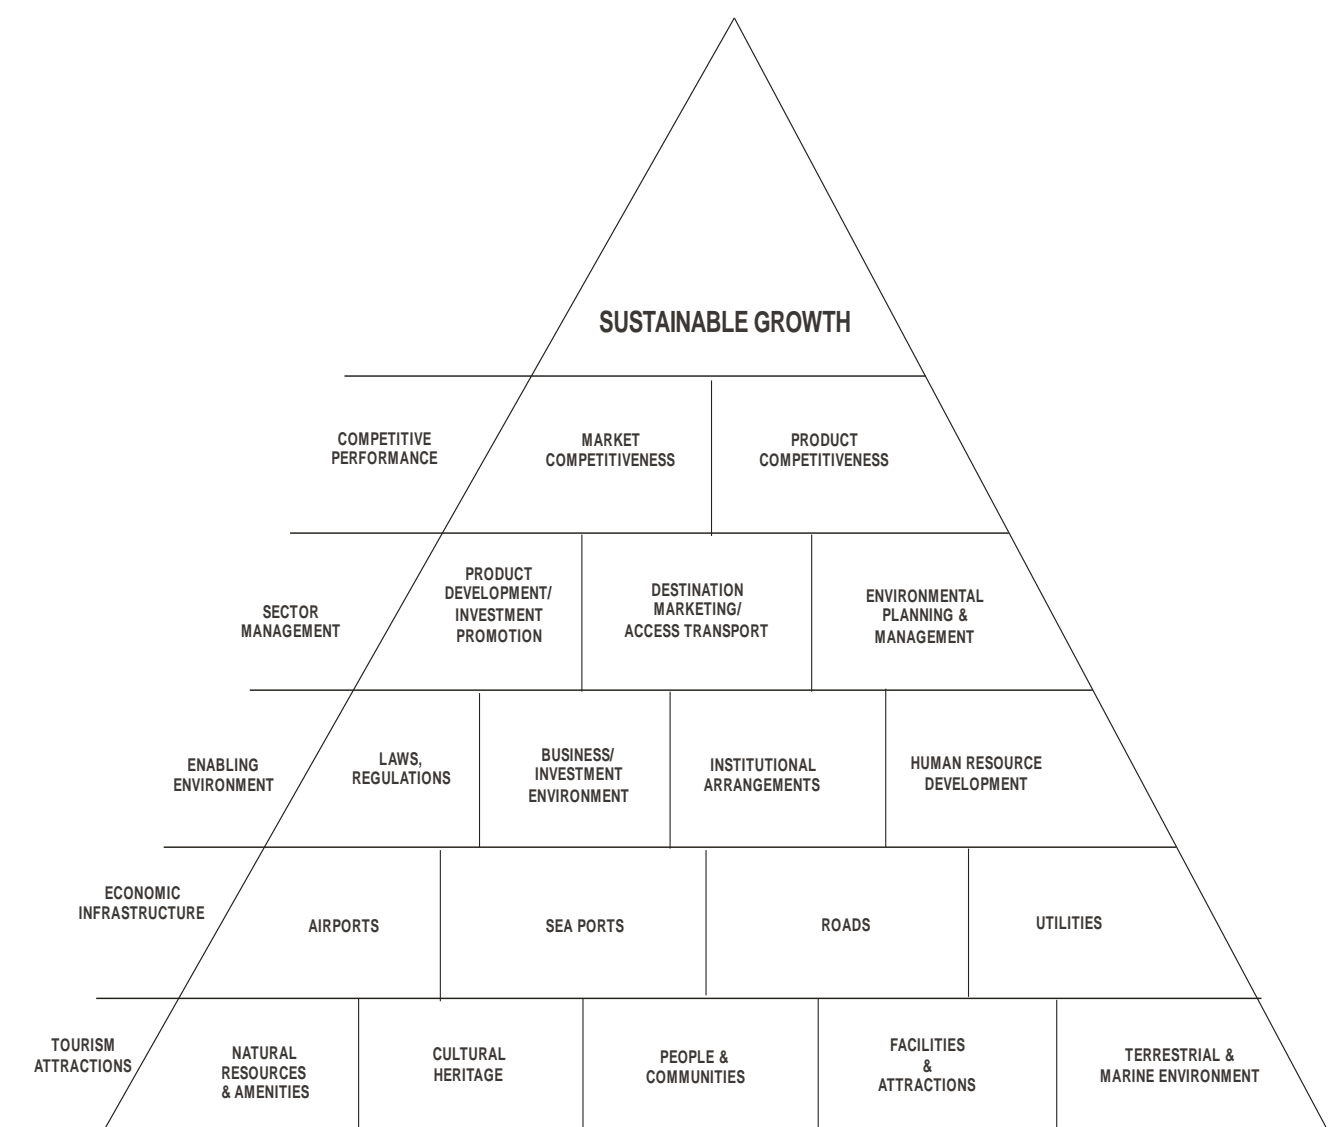 SUSTAINABLE GROWTH
COMPETITIVE
PERFORMANCE
MARKET
COMPETITIVENESS
PRODUCT
COMPETITIVENESS
SECTOR
MANAGEMENT
PRODUCT
DEVELOPMENT/
INVESTMENT
PROMOTION
DESTINATION
MARKETING/
ACCESS TRANSPORT
ENVIRONMENTAL
PLANNING &
MANAGEMENT
ENABLING
ENVIRONMENT
LAWS,
REGULATIONS
BUSINESS/
INVESTMENT
ENVIRONMENT
INSTITUTIONAL
ARRANGEMENTS
HUMAN RESOURCE
DEVELOPMENT
ECONOMIC
INFRASTRUCTURE
AIRPORTS
SEA PORTS
ROADS
UTILITIES
TOURISM
ATTRACTIONS
NATURAL
RESOURCES
& AMENITIES
CULTURAL
HERITAGE
PEOPLE &
COMMUNITIES
FACILITIES
&
ATTRACTIONS
TERRESTRIAL &
MARINE ENVIRONMENT